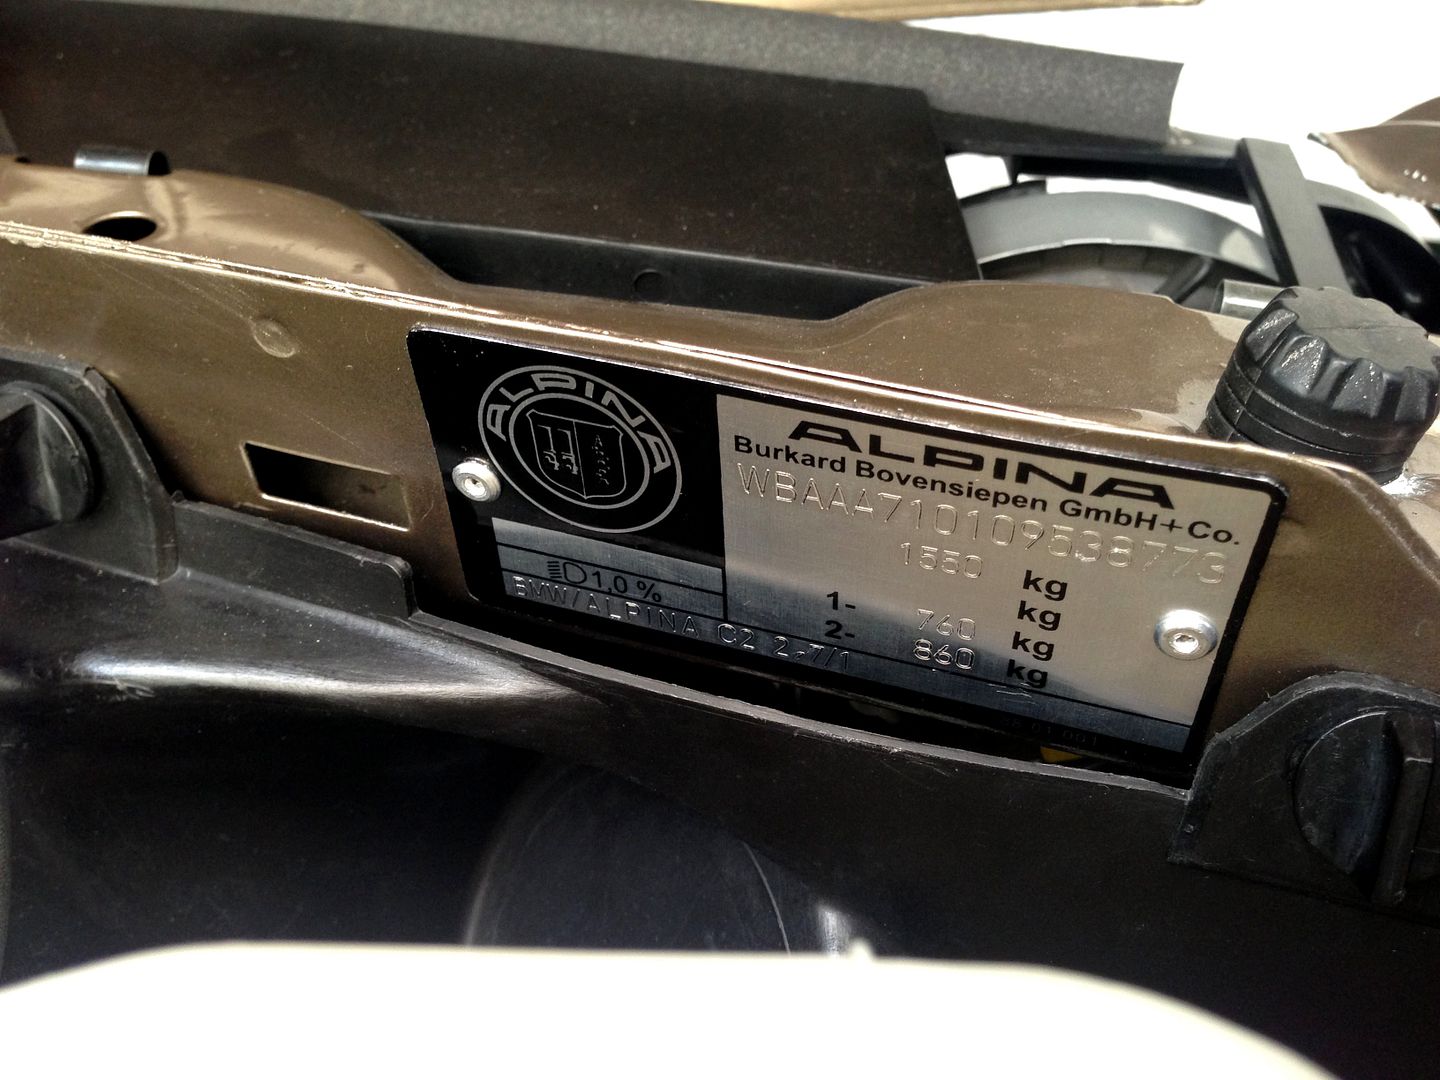 ALPINA
ALPINA
Burkard Bovensiepen GmbH+Co.
WBAAA710109538773
1550 kg
kg
1- 760 kg
2- 860 kg
1,0 %
BMW/ALPINA C2 2.7/1